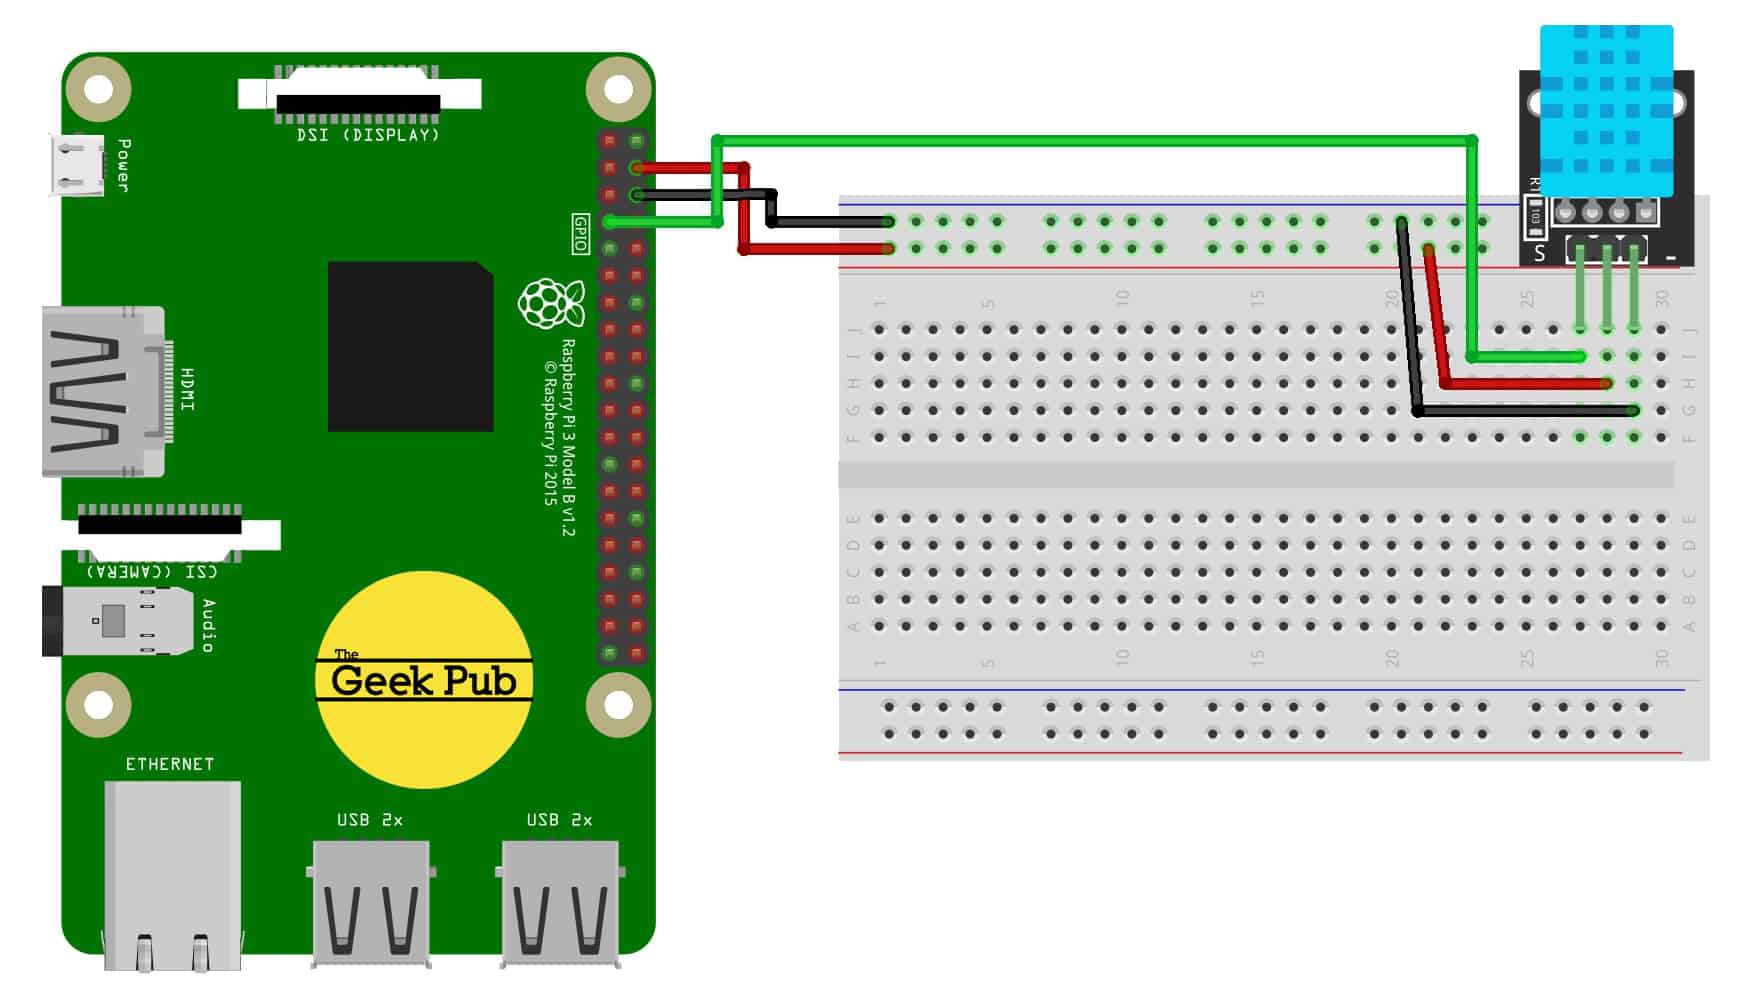 DSI (DISPLAY)
Power
GPIO
HDMI
Raspberry Pi 3 Model B v1.2
© Raspberry Pi 2015
CSI (CAMERA)
Audio
The
Geek Pub
ETHERNET
USB 2x
USB 2x
103
S
-
1 5 10 15 20 25 30
J J
I I
H H
G G
F F
E E
D D
C C
B B
A A
1 5 10 15 20 25 30